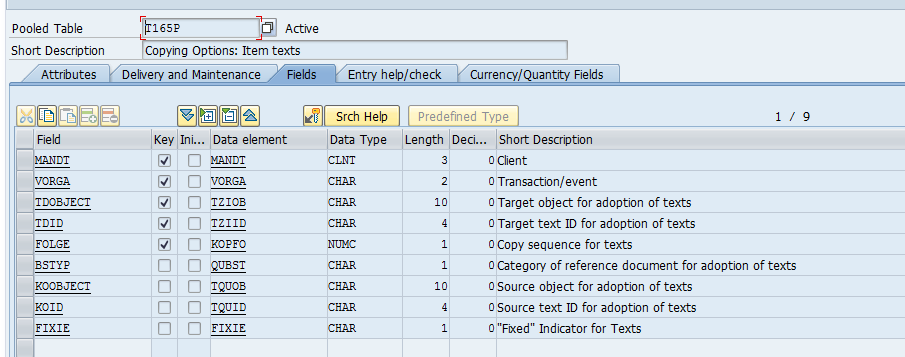 Pooled Table T165P Active
Short Description Copying Options: Item texts
Attributes Delivery and Maintenance Fields Entry help/check Currency/Quantity Fields
Srch Help Predefined Type 1 / 9
Field Key Ini... Data element Data Type Length Deci... Short Description
MANDT MANDT CLNT 3 0 Client
VORGA VORGA CHAR 2 0 Transaction/event
TDOBJECT TZIOB CHAR 10 0 Target object for adoption of texts
TDID TZIID CHAR 4 0 Target text ID for adoption of texts
FOLGE KOPFO NUMC 1 0 Copy sequence for texts
BSTYP QUBST CHAR 1 0 Category of reference document for adoption of texts
KOOBJECT TQUOB CHAR 10 0 Source object for adoption of texts
KOID TQUID CHAR 4 0 Source text ID for adoption of texts
FIXIE FIXIE CHAR 1 0 "Fixed" Indicator for Texts